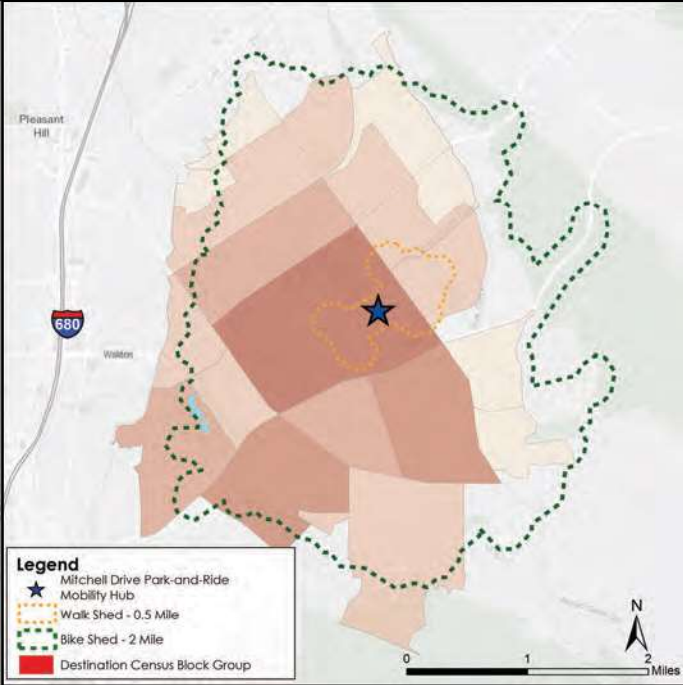 Pleasant
Hill
680
Walden
Legend
Mitchell Drive Park-and-Ride
Mobility Hub
Walk Shed - 0.5 Mile
Bike Shed - 2 Mile
Destination Census Block Group
N
0 1 2
Miles